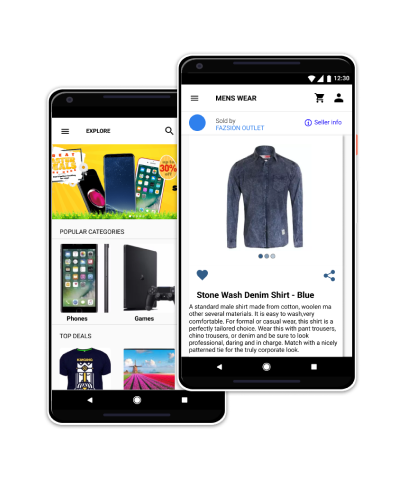 12:30
MENS WEAR
Sold by
FAZSION OUTLET
Seller info
Stone Wash Denim Shirt - Blue
A standard male shirt made from cotton, woolen ma
other several materials. It is easy to wash,very
comfortable. For formal or casual wear, this shirt is a
perfectly tailored choice. Wear this with pant trousers,
chino trousers, or denim and be sure to look
professional, daring and in charge. Match with a nicely
patterned tie for the truly corporate look.
EXPLORE
30%
POPULAR CATEGORIES
Phones
Games
TOP DEALS